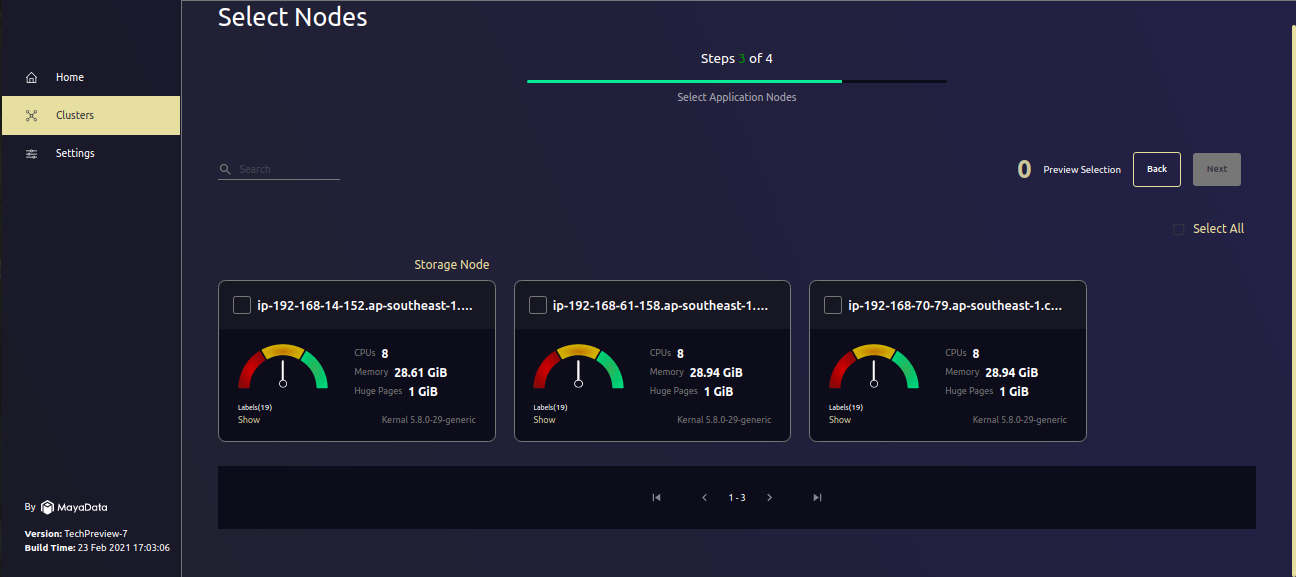 Select Nodes
Steps 3 of 4
Select Application Nodes
Home
Clusters
Settings
Search
0 Preview Selection Back Next
Select All
Storage Node
ip-192-168-14-152.ap-southeast-1....
CPUs 8
Memory 28.61 GiB
Huge Pages 1 GiB
Labels(19)
Show
Kernal 5.8.0-29-generic
ip-192-168-61-158.ap-southeast-1....
CPUs 8
Memory 28.94 GiB
Huge Pages 1 GiB
Labels(19)
Show
Kernal 5.8.0-29-generic
ip-192-168-70-79.ap-southeast-1.c...
CPUs 8
Memory 28.94 GiB
Huge Pages 1 GiB
Labels(19)
Show
Kernal 5.8.0-29-generic
1 - 3
By MayaData
Version: TechPreview-7
Build Time: 23 Feb 2021 17:03:06